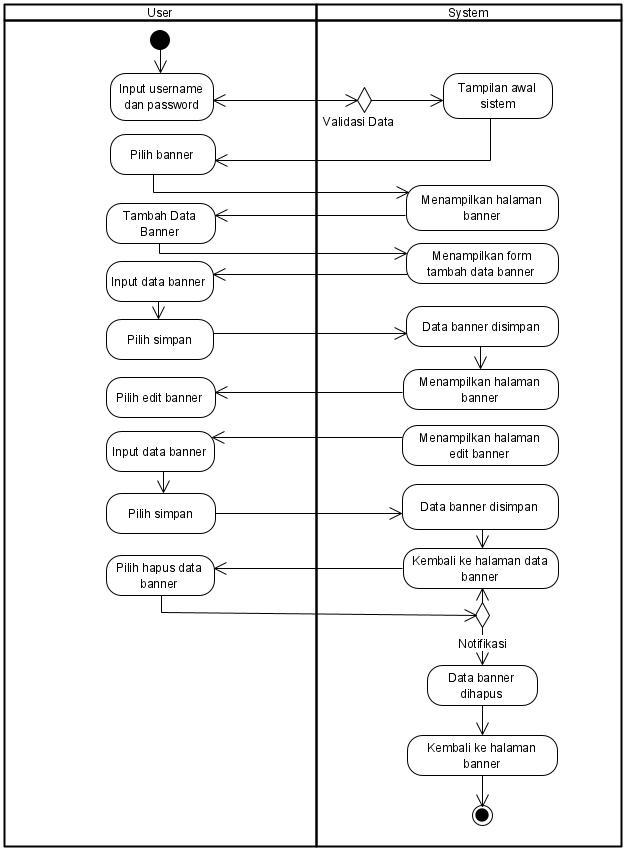 User
System
Input username
dan password
Validasi Data
Tampilan awal
sistem
Pilih banner
Menampilkan halaman
banner
Tambah Data
Banner
Menampilkan form
tambah data banner
Input data banner
Pilih simpan
Data banner disimpan
Menampilkan halaman
banner
Pilih edit banner
Menampilkan halaman
edit banner
Input data banner
Pilih simpan
Data banner disimpan
Kembali ke halaman data
banner
Pilih hapus data
banner
Notifikasi
Data banner
dihapus
Kembali ke halaman
banner